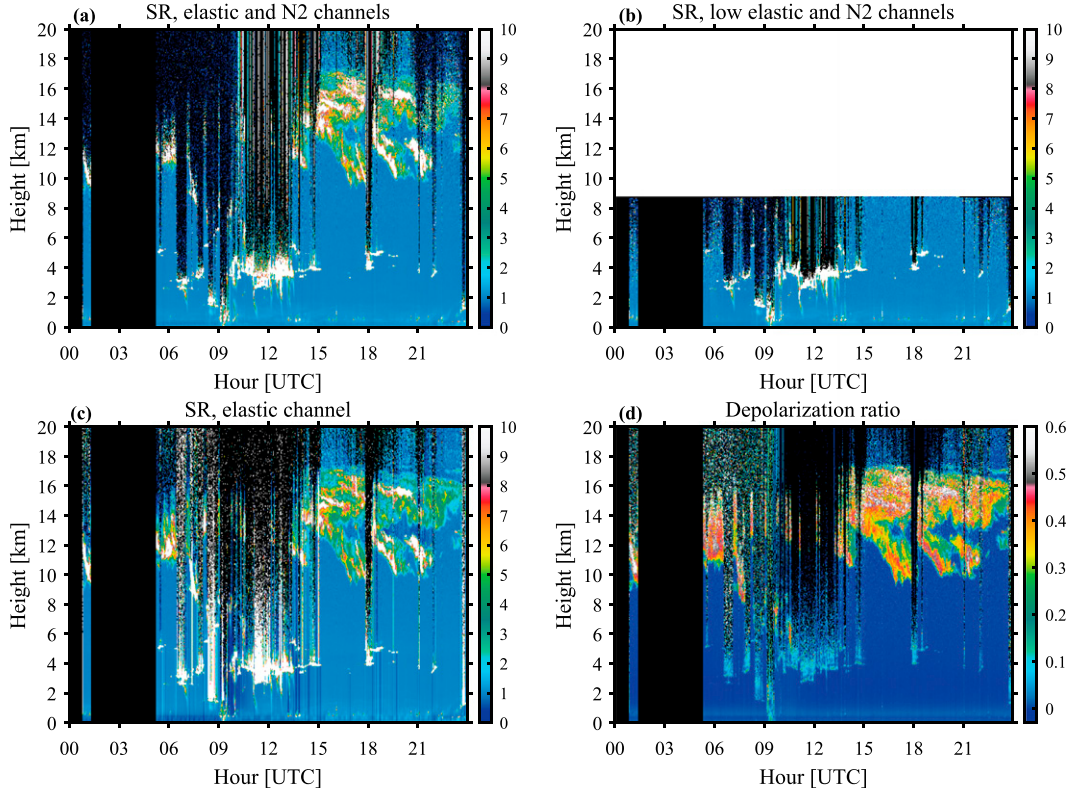 (a) SR, elastic and N2 channels
20 10
18 9
16 8
14 7
12 6
10 5
8 4
6 3
4 2
2 1
0 0
Height [km]
00 03 06 09 12 15 18 21
Hour [UTC]
(b) SR, low elastic and N2 channels
20 10
18 9
16 8
14 7
12 6
10 5
8 4
6 3
4 2
2 1
0 0
Height [km]
00 03 06 09 12 15 18 21
Hour [UTC]
(c) SR, elastic channel
20 10
18 9
16 8
14 7
12 6
10 5
8 4
6 3
4 2
2 1
0 0
Height [km]
00 03 06 09 12 15 18 21
Hour [UTC]
(d) Depolarization ratio
20 0.6
18
16 0.5
14
12 0.4
10 0.3
8
6 0.2
4 0.1
2
0 0
Height [km]
00 03 06 09 12 15 18 21
Hour [UTC]